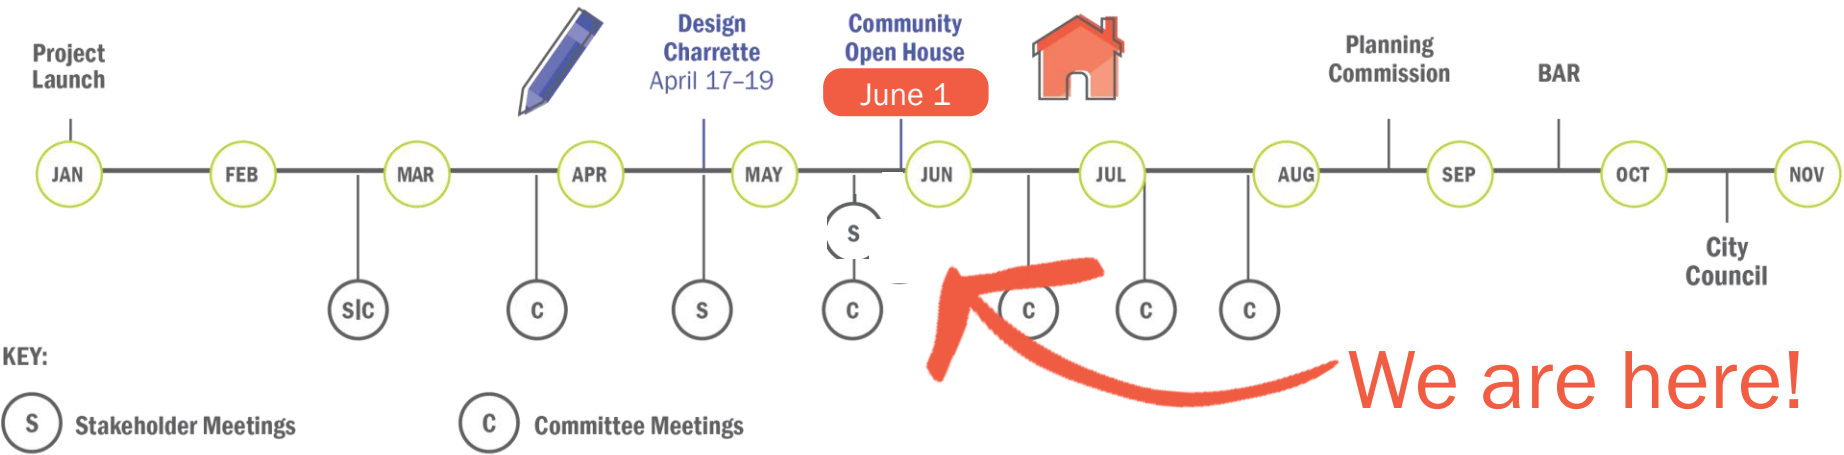 Project
Launch
Design
Charrette
April 17–19
Community
Open House
June 1
Planning
Commission
BAR
JAN
FEB
MAR
APR
MAY
JUN
JUL
AUG
SEP
OCT
NOV
S
City
Council
S|C
C
S
C
C
C
C
We are here!
KEY:
S Stakeholder Meetings
C Committee Meetings